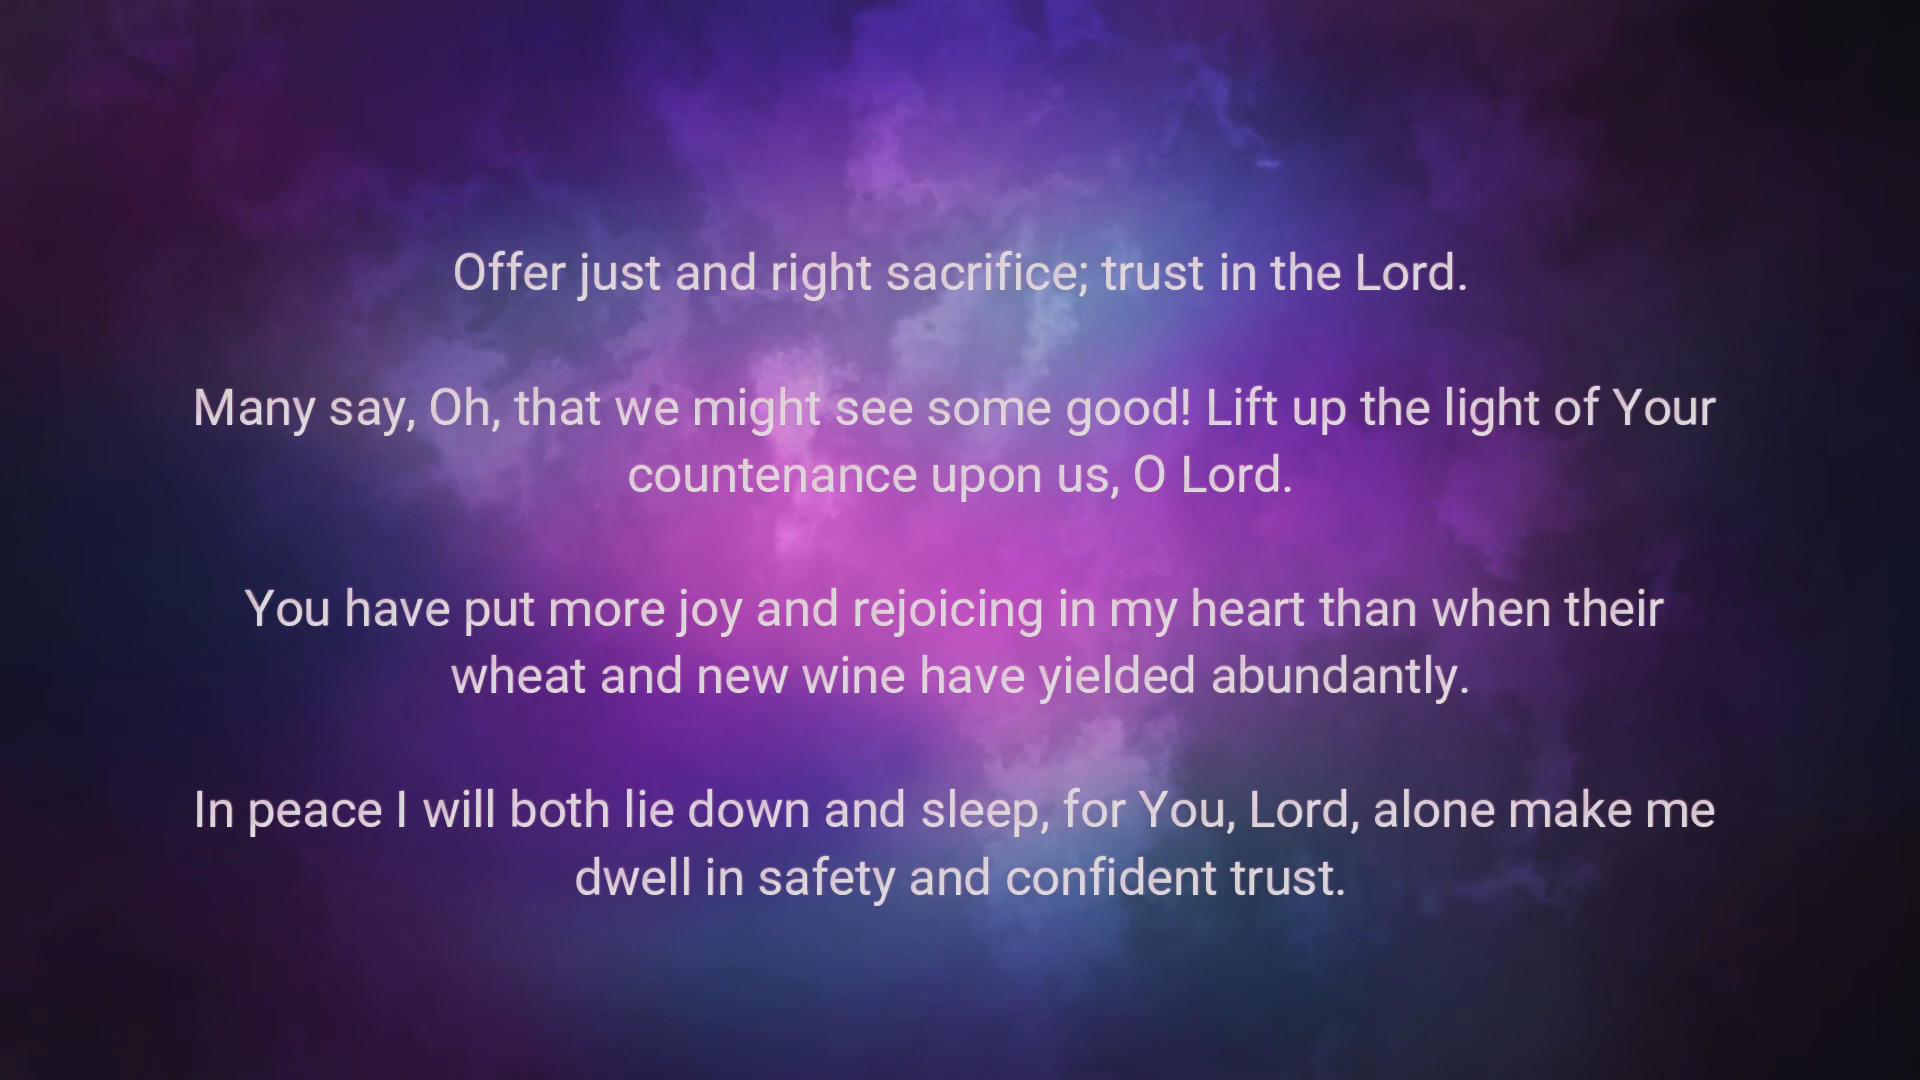 Offer just and right sacrifice; trust in the Lord.
Many say, Oh, that we might see some good! Lift up the light of Your
countenance upon us, O Lord.
You have put more joy and rejoicing in my heart than when their
wheat and new wine have yielded abundantly.
In peace I will both lie down and sleep, for You, Lord, alone make me
dwell in safety and confident trust.